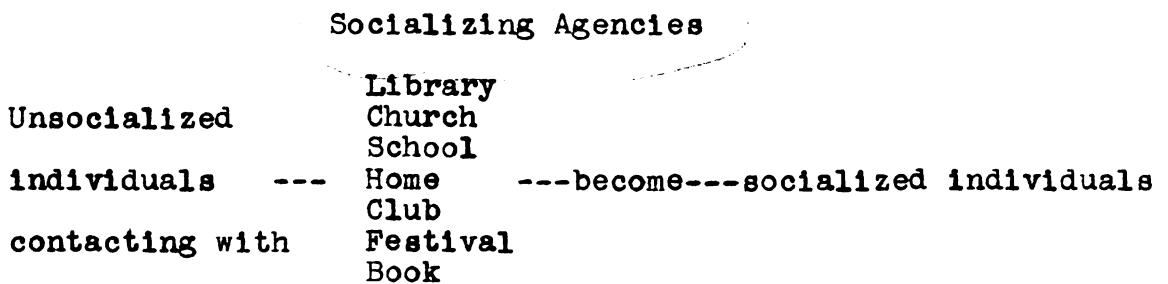 Socializing Agencies
Library
Unsocialized Church
School
individuals --- Home ---become---socialized individuals
Club
contacting with Festival
Book